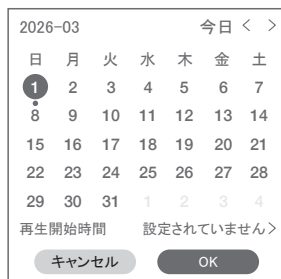 2026-03 今日 < >
日 月 火 水 木 金 土
1 2 3 4 5 6 7
8 9 10 11 12 13 14
15 16 17 18 19 20 21
22 23 24 25 26 27 28
29 30 31 1 2 3 4
再生開始時間 設定されていません>
キャンセル OK